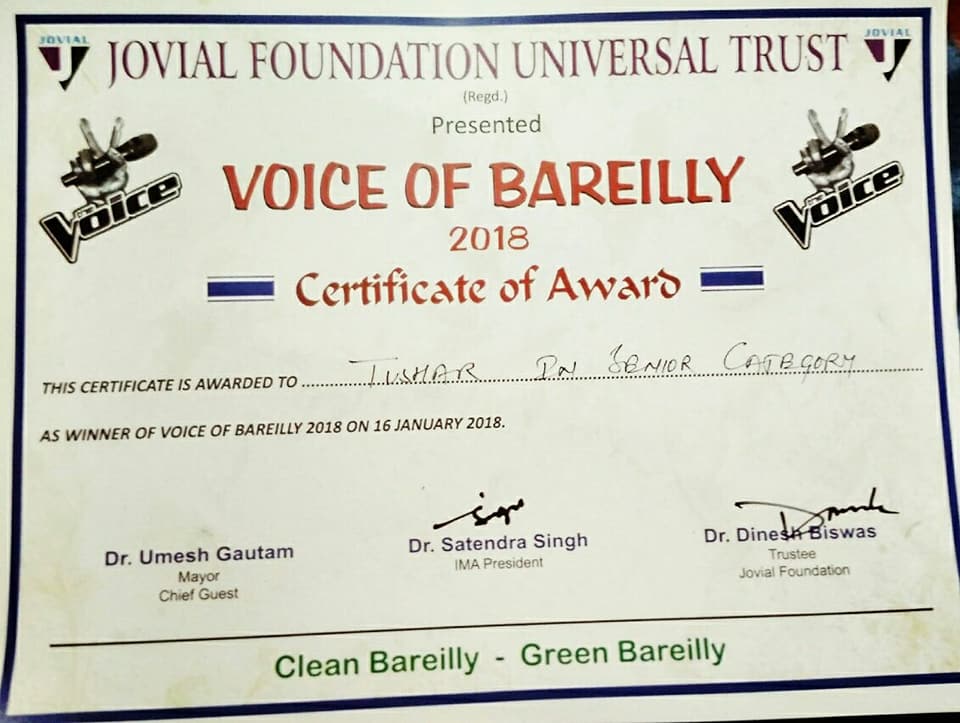 JOVIAL
JOVIAL
J
J
JOVIAL FOUNDATION UNIVERSAL TRUST
(Regd.)
Presented
the Voice
the Voice
VOICE OF BAREILLY
2018
Certificate of Award
THIS CERTIFICATE IS AWARDED TO .......... TUSHAR IN SENIOR CATEGORY
AS WINNER OF VOICE OF BAREILLY 2018 ON 16 JANUARY 2018.
Dr. Umesh Gautam
Mayor
Chief Guest
Dr. Satendra Singh
IMA President
Dr. Dinesh Biswas
Trustee
Jovial Foundation
Clean Bareilly - Green Bareilly